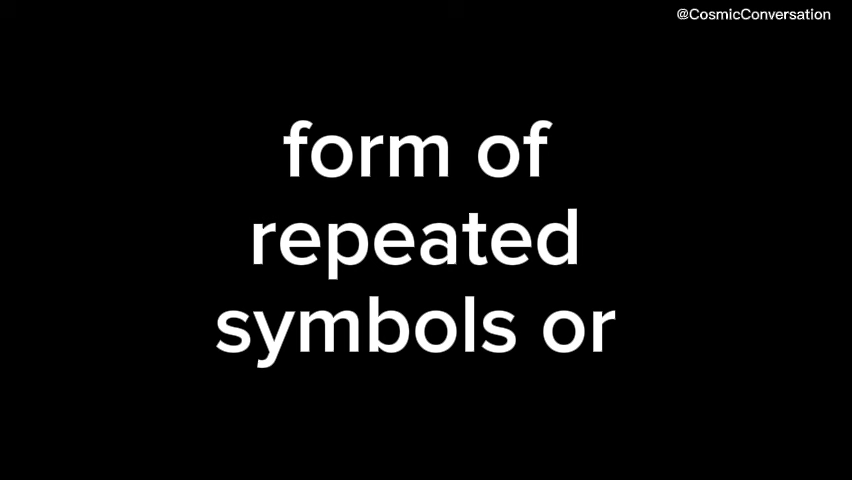 @CosmicConversation
form of
repeated
symbols or